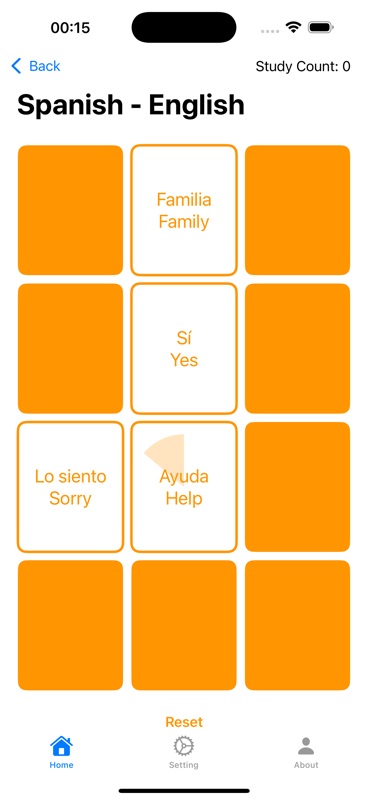 00:15
Back
Study Count: 0
Spanish - English
Familia
Family
Sí
Yes
Lo siento
Sorry
Ayuda
Help
Reset
Home
Setting
About